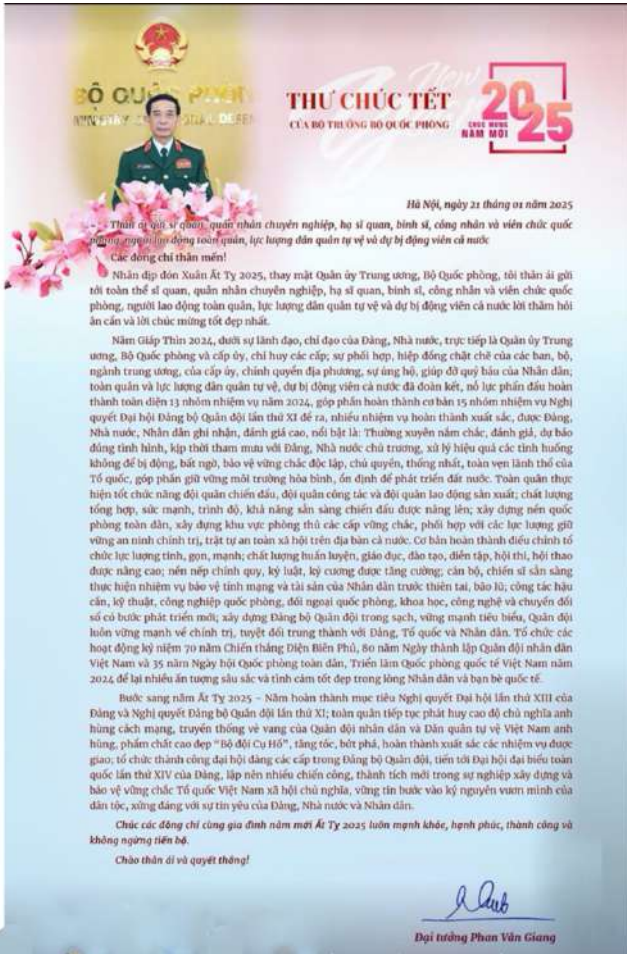 BỘ QUỐC PHÒNG
MINISTRY NATIONAL DEFEN
THƯ CHÚC TẾT
CỦA BỘ TRƯỞNG BỘ QUỐC PHÒNG
New
2025
CHÚC MỪNG
NĂM MỚI
Hà Nội, ngày 21 tháng 01 năm 2025
Thân ái gửi sĩ quan, quân nhân chuyên nghiệp, hạ sĩ quan, binh sĩ, công nhân và viên chức quốc
phòng, người lao động toàn quân, lực lượng dân quân tự vệ và dự bị động viên cả nước
Các đồng chí thân mến!
Nhân dịp đón Xuân Ất Tỵ 2025, thay mặt Quân ủy Trung ương, Bộ Quốc phòng, tôi thân ái gửi
tới toàn thể sĩ quan, quân nhân chuyên nghiệp, hạ sĩ quan, binh sĩ, công nhân và viên chức quốc
phòng, người lao động toàn quân, lực lượng dân quân tự vệ và dự bị động viên cả nước lời thăm hỏi
ân cần và lời chúc mừng tốt đẹp nhất.
Năm Giáp Thìn 2024, dưới sự lãnh đạo, chỉ đạo của Đảng, Nhà nước, trực tiếp là Quân ủy Trung
ương, Bộ Quốc phòng và cấp ủy, chỉ huy các cấp; sự phối hợp, hiệp đồng chặt chẽ của các ban, bộ,
ngành trung ương, của cấp ủy, chính quyền địa phương, sự ủng hộ, giúp đỡ quý báu của Nhân dân;
toàn quân và lực lượng dân quân tự vệ, dự bị động viên cả nước đã đoàn kết, nỗ lực phấn đấu hoàn
thành toàn diện 13 nhóm nhiệm vụ năm 2024, góp phần hoàn thành cơ bản 15 nhóm nhiệm vụ Nghị
quyết Đại hội Đảng bộ Quân đội lần thứ XI đề ra, nhiều nhiệm vụ hoàn thành xuất sắc, được Đảng,
Nhà nước, Nhân dân ghi nhận, đánh giá cao, nổi bật là: Thường xuyên nắm chắc, đánh giá, dự báo
đúng tình hình, kịp thời tham mưu với Đảng, Nhà nước chủ trương, xử lý hiệu quả các tình huống
không để bị động, bất ngờ, bảo vệ vững chắc độc lập, chủ quyền, thống nhất, toàn vẹn lãnh thổ của
Tổ quốc, góp phần giữ vững môi trường hòa bình, ổn định để phát triển đất nước. Toàn quân thực
hiện tốt chức năng đội quân chiến đấu, đội quân công tác và đội quân lao động sản xuất; chất lượng
tổng hợp, sức mạnh, trình độ, khả năng sẵn sàng chiến đấu được nâng lên; xây dựng nền quốc
phòng toàn dân, xây dựng khu vực phòng thủ các cấp vững chắc, phối hợp với các lực lượng giữ
vững an ninh chính trị, trật tự an toàn xã hội trên địa bàn cả nước. Cơ bản hoàn thành điều chỉnh tổ
chức lực lượng tinh, gọn, mạnh; chất lượng huấn luyện, giáo dục, đào tạo, diễn tập, hội thi, hội thao
được nâng cao; nền nếp chính quy, kỷ luật, kỷ cương được tăng cường; cán bộ, chiến sĩ sẵn sàng
thực hiện nhiệm vụ bảo vệ tính mạng và tài sản của Nhân dân trước thiên tai, bão lũ; công tác hậu
cần, kỹ thuật, công nghiệp quốc phòng, đối ngoại quốc phòng, khoa học, công nghệ và chuyển đổi
số có bước phát triển mới; xây dựng Đảng bộ Quân đội trong sạch, vững mạnh tiêu biểu, Quân đội
luôn vững mạnh về chính trị, tuyệt đối trung thành với Đảng, Tổ quốc và Nhân dân. Tổ chức các
hoạt động kỷ niệm 70 năm Chiến thắng Điện Biên Phủ, 80 năm Ngày thành lập Quân đội nhân dân
Việt Nam và 35 năm Ngày hội Quốc phòng toàn dân, Triển lãm Quốc phòng quốc tế Việt Nam năm
2024 để lại nhiều ấn tượng sâu sắc và tình cảm tốt đẹp trong lòng Nhân dân và bạn bè quốc tế.
Bước sang năm Ất Tỵ 2025 – Năm hoàn thành mục tiêu Nghị quyết Đại hội lần thứ XIII của
Đảng và Nghị quyết Đảng bộ Quân đội lần thứ XI; toàn quân tiếp tục phát huy cao độ chủ nghĩa anh
hùng cách mạng, truyền thống vẻ vang của Quân đội nhân dân và Dân quân tự vệ Việt Nam anh
hùng, phẩm chất cao đẹp “Bộ đội Cụ Hồ”, tăng tốc, bứt phá, hoàn thành xuất sắc các nhiệm vụ được
giao; tổ chức thành công đại hội đảng các cấp trong Đảng bộ Quân đội, tiến tới Đại hội đại biểu toàn
quốc lần thứ XIV của Đảng, lập nên nhiều chiến công, thành tích mới trong sự nghiệp xây dựng và
bảo vệ vững chắc Tổ quốc Việt Nam xã hội chủ nghĩa, vững tin bước vào kỷ nguyên vươn mình của
dân tộc, xứng đáng với sự tin yêu của Đảng, Nhà nước và Nhân dân.
Chúc các đồng chí cùng gia đình năm mới Ất Tỵ 2025 luôn mạnh khỏe, hạnh phúc, thành công và
không ngừng tiến bộ.
Chào thân ái và quyết thắng!
Đại tướng Phan Văn Giang